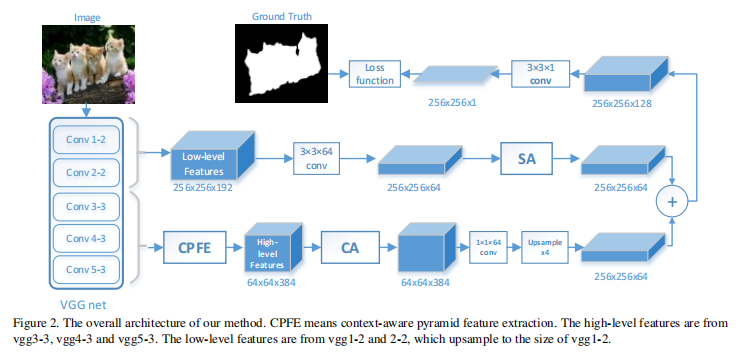 Image
Ground Truth
Loss
function
3×3×1
conv
256x256x1
256x256x128
Conv 1-2
Conv 2-2
Conv 3-3
Conv 4-3
Conv 5-3
VGG net
Low-level
Features
256x256x192
3×3×64
conv
256x256x64
SA
256x256x64
+
CPFE
High-
level
Features
64x64x384
CA
64x64x384
1×1×64
conv
Upsample
x4
256x256x64
Figure 2. The overall architecture of our method. CPFE means context-aware pyramid feature extraction. The high-level features are from
vgg3-3, vgg4-3 and vgg5-3. The low-level features are from vgg1-2 and 2-2, which upsample to the size of vgg1-2.